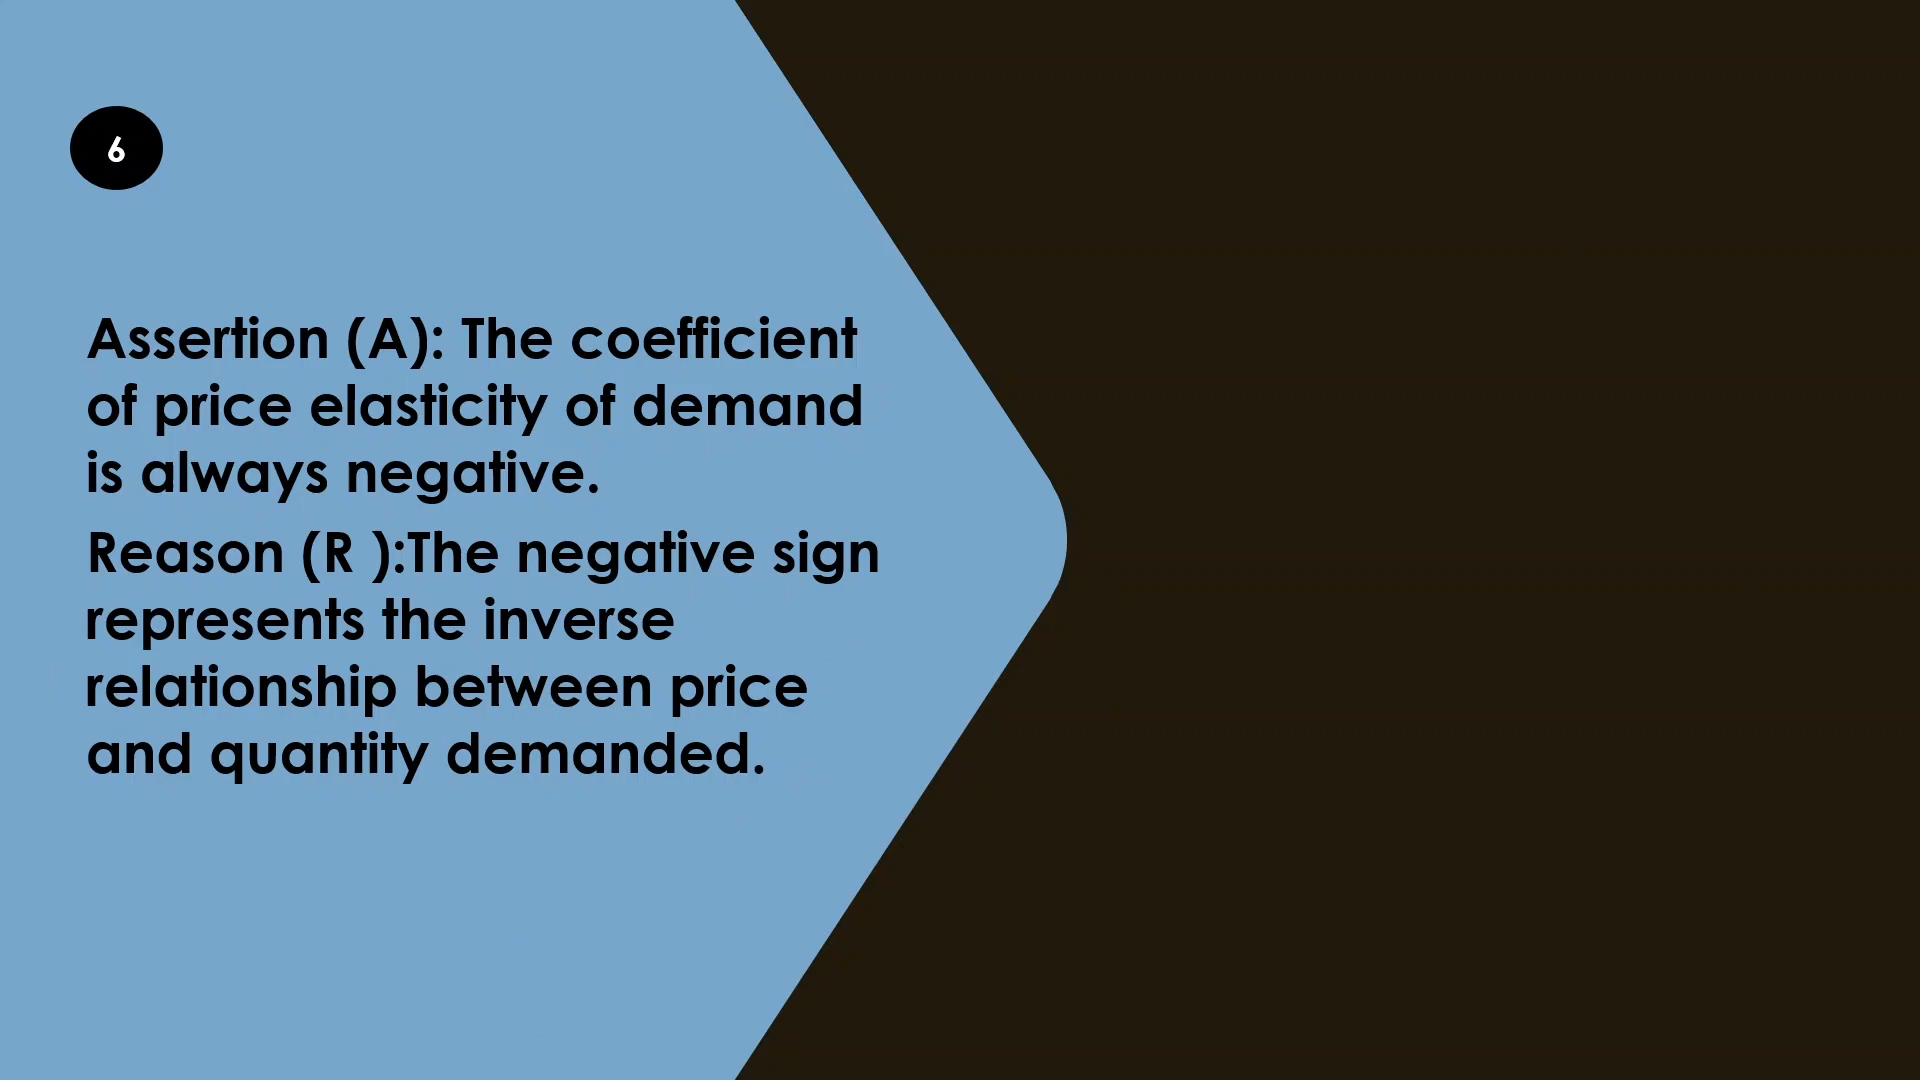 6
Assertion (A): The coefficient
of price elasticity of demand
is always negative.
Reason (R ):The negative sign
represents the inverse
relationship between price
and quantity demanded.